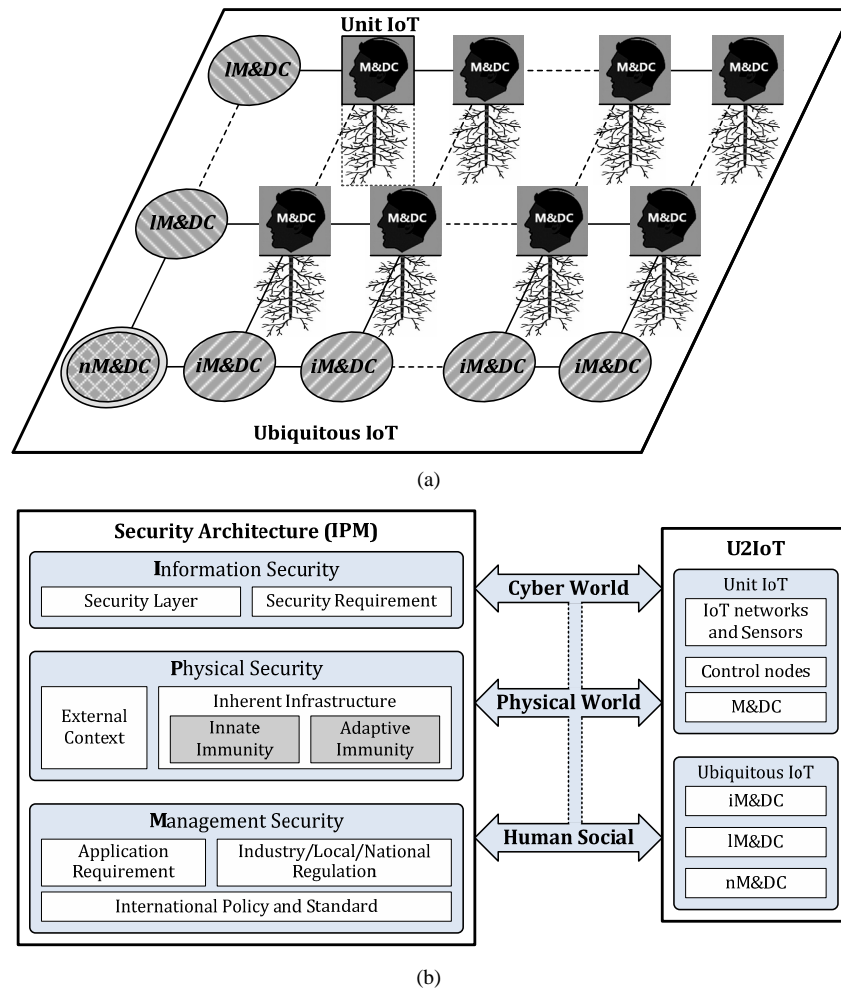 Unit IoT
lM&DC
M&DC
M&DC
M&DC
M&DC
lM&DC
M&DC
M&DC
M&DC
M&DC
nM&DC
iM&DC
iM&DC
iM&DC
iM&DC
Ubiquitous IoT
(a)
Security Architecture (IPM)
Information Security
Security Layer
Security Requirement
Physical Security
External
Context
Inherent Infrastructure
Innate
Immunity
Adaptive
Immunity
Management Security
Application
Requirement
Industry/Local/National
Regulation
International Policy and Standard
Cyber World
Physical World
Human Social
U2IoT
Unit IoT
IoT networks
and Sensors
Control nodes
M&DC
Ubiquitous IoT
iM&DC
lM&DC
nM&DC
(b)